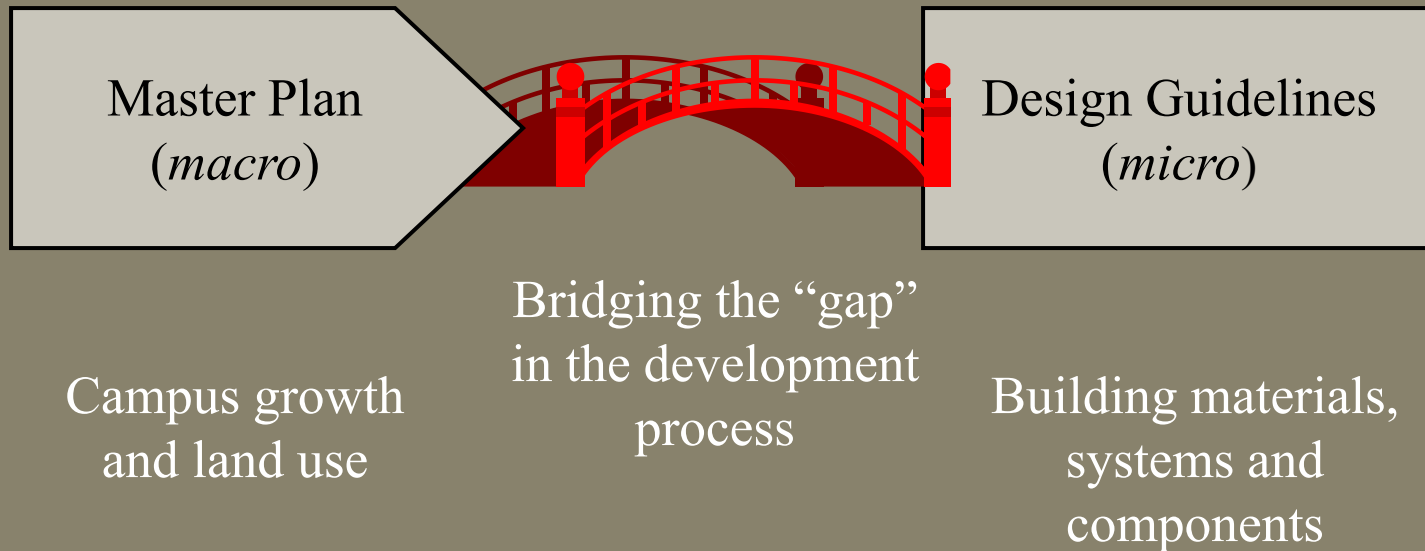 Master Plan
(macro)
Design Guidelines
(micro)
Bridging the “gap”
in the development
process
Campus growth
and land use
Building materials,
systems and
components